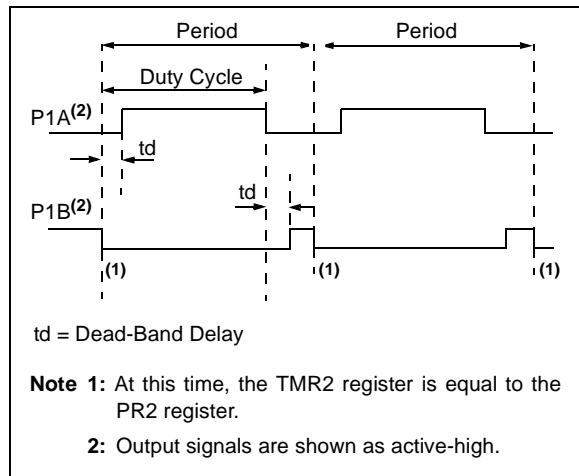 Period Period
Duty Cycle
P1A(2)
td
td
P1B(2)
(1) (1) (1)
td = Dead-Band Delay
Note 1: At this time, the TMR2 register is equal to the
PR2 register.
2: Output signals are shown as active-high.